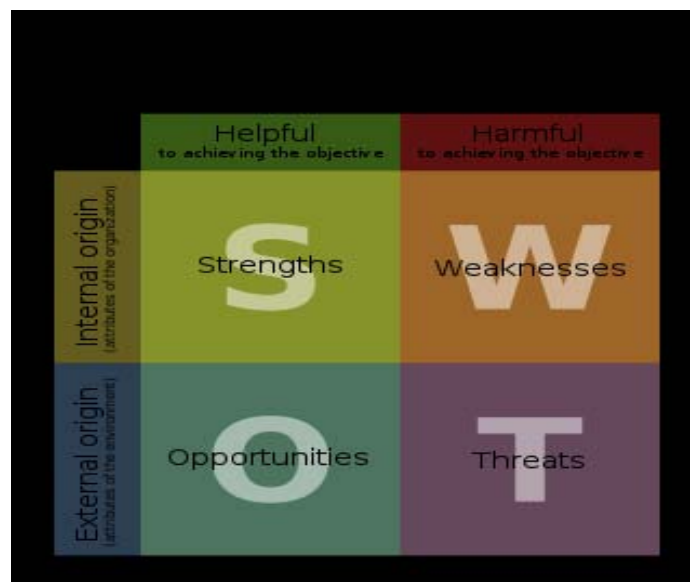 Helpful
to achieving the objective
Harmful
to achieving the objective
Internal origin
(attributes of the organization)
S
Strengths
W
Weaknesses
External origin
(attributes of the environment)
O
Opportunities
T
Threats